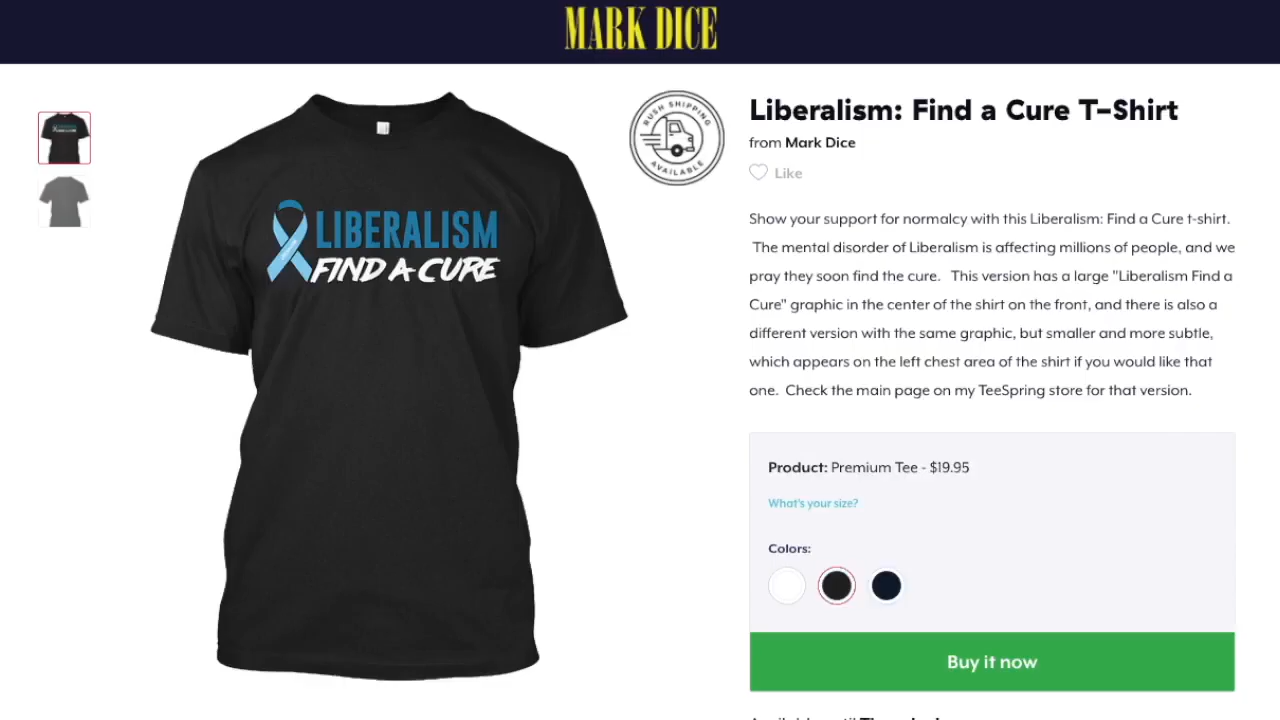 MARK DICE
RUSH SHIPPING
AVAILABLE
LIBERALISM
FIND A CURE
Liberalism: Find a Cure T-Shirt
from Mark Dice
Like
Show your support for normalcy with this Liberalism: Find a Cure t-shirt.
The mental disorder of Liberalism is affecting millions of people, and we
pray they soon find the cure. This version has a large "Liberalism Find a
Cure" graphic in the center of the shirt on the front, and there is also a
different version with the same graphic, but smaller and more subtle,
which appears on the left chest area of the shirt if you would like that
one. Check the main page on my TeeSpring store for that version.
Product: Premium Tee - $19.95
What's your size?
Colors:
Buy it now